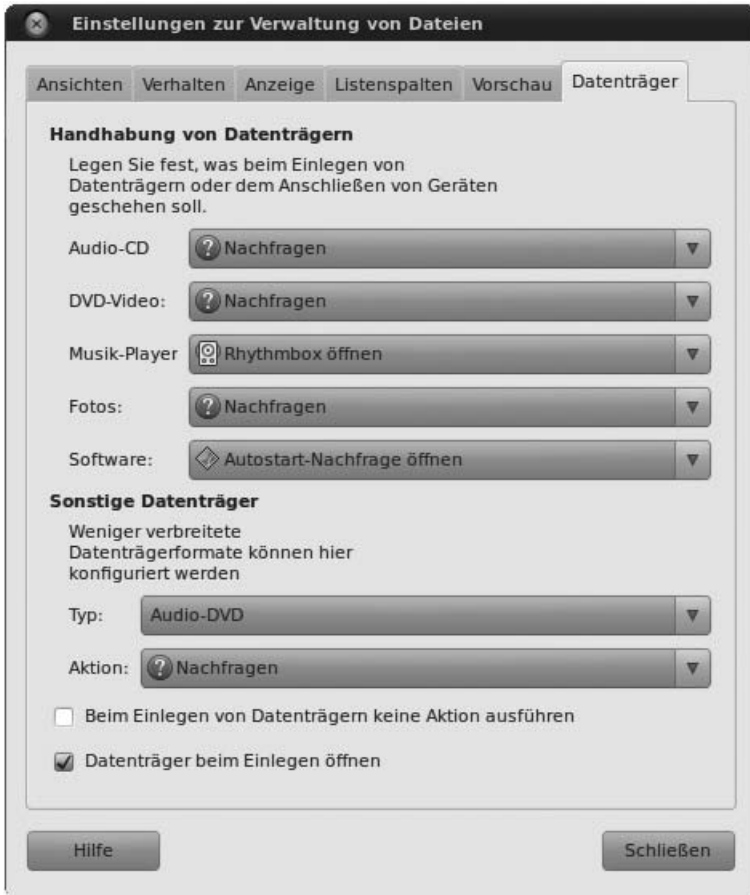 Einstellungen zur Verwaltung von Dateien
Ansichten Verhalten Anzeige Listenspalten Vorschau Datenträger
Handhabung von Datenträgern
Legen Sie fest, was beim Einlegen von
Datenträgern oder dem Anschließen von Geräten
geschehen soll.
Audio-CD Nachfragen
DVD-Video: Nachfragen
Musik-Player Rhythmbox öffnen
Fotos: Nachfragen
Software: Autostart-Nachfrage öffnen
Sonstige Datenträger
Weniger verbreitete
Datenträgerformate können hier
konfiguriert werden
Typ: Audio-DVD
Aktion: Nachfragen
Beim Einlegen von Datenträgern keine Aktion ausführen
Datenträger beim Einlegen öffnen
Hilfe Schließen